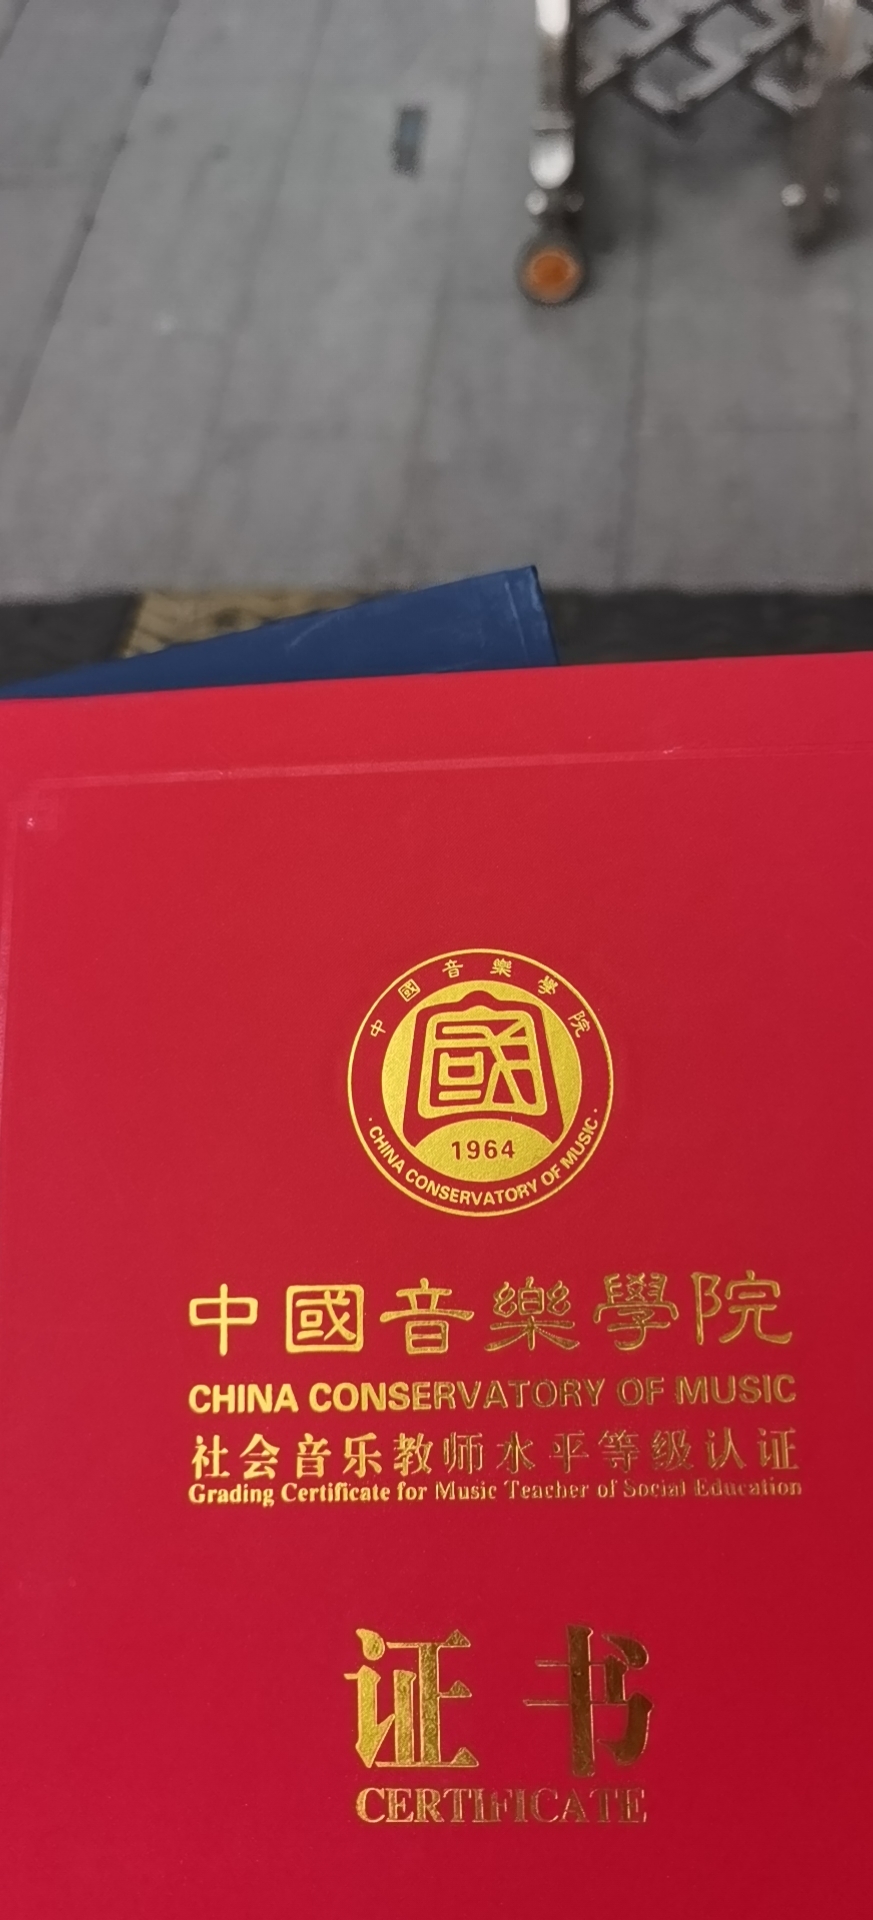 中國音樂學院
國
1964
·CHINA CONSERVATORY OF MUSIC·
中國音樂學院
CHINA CONSERVATORY OF MUSIC
社会音乐教师水平等级认证
Grading Certificate for Music Teacher of Social Education
证书
CERTIFICATE